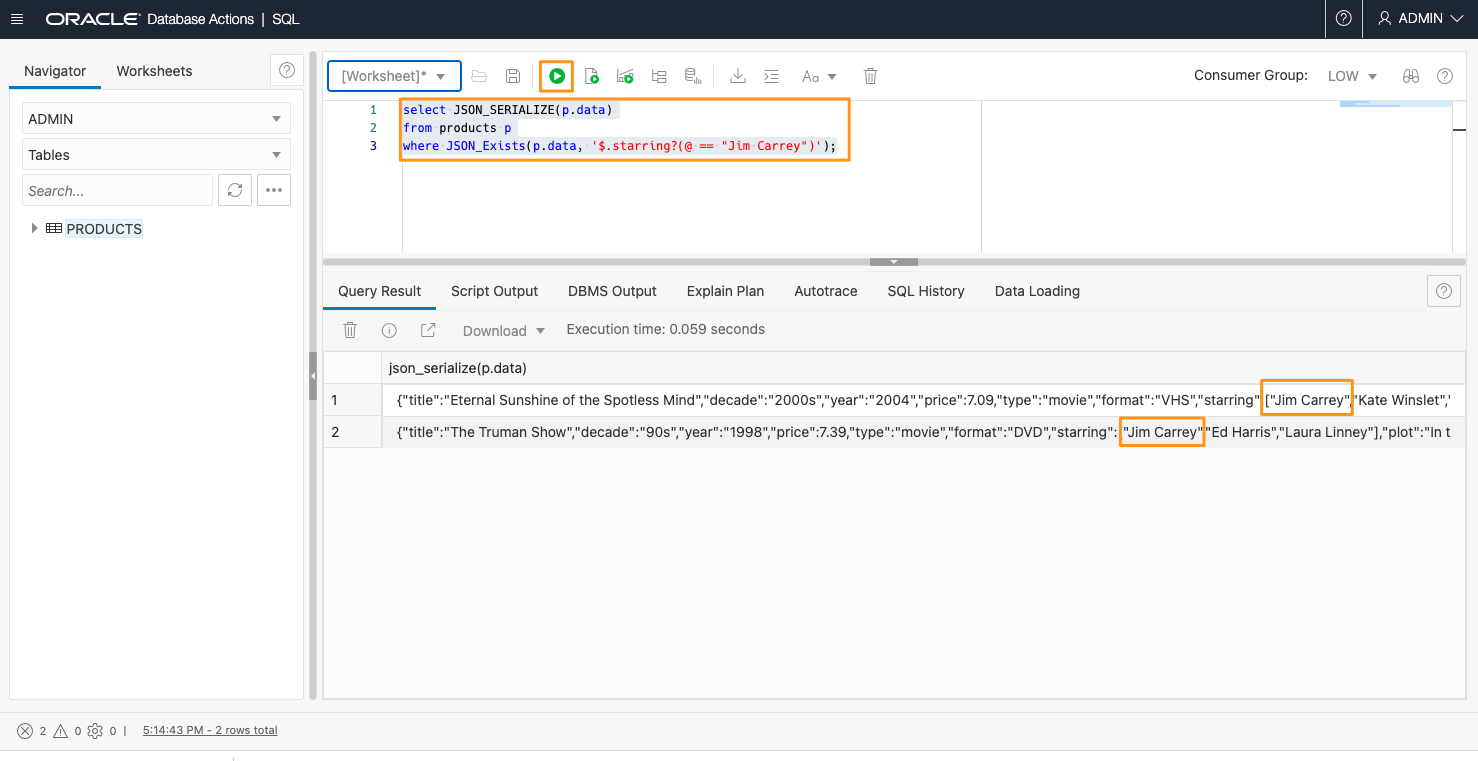 ORACLE Database Actions | SQL
ADMIN
Navigator
Worksheets
ADMIN
Tables
Search...
PRODUCTS
[Worksheet]*
Aa
Consumer Group: LOW
1 select JSON_SERIALIZE(p.data)
2 from products p
3 where JSON_Exists(p.data, '$.starring?(@ == "Jim Carrey")');
Query Result
Script Output
DBMS Output
Explain Plan
Autotrace
SQL History
Data Loading
Download
Execution time: 0.059 seconds
json_serialize(p.data)
1 {"title":"Eternal Sunshine of the Spotless Mind","decade":"2000s","year":"2004","price":7.09,"type":"movie","format":"VHS","starring":["Jim Carrey","Kate Winslet",'
2 {"title":"The Truman Show","decade":"90s","year":"1998","price":7.39,"type":"movie","format":"DVD","starring":["Jim Carrey","Ed Harris","Laura Linney"],"plot":"In t
2 0 0 | 5:14:43 PM - 2 rows total